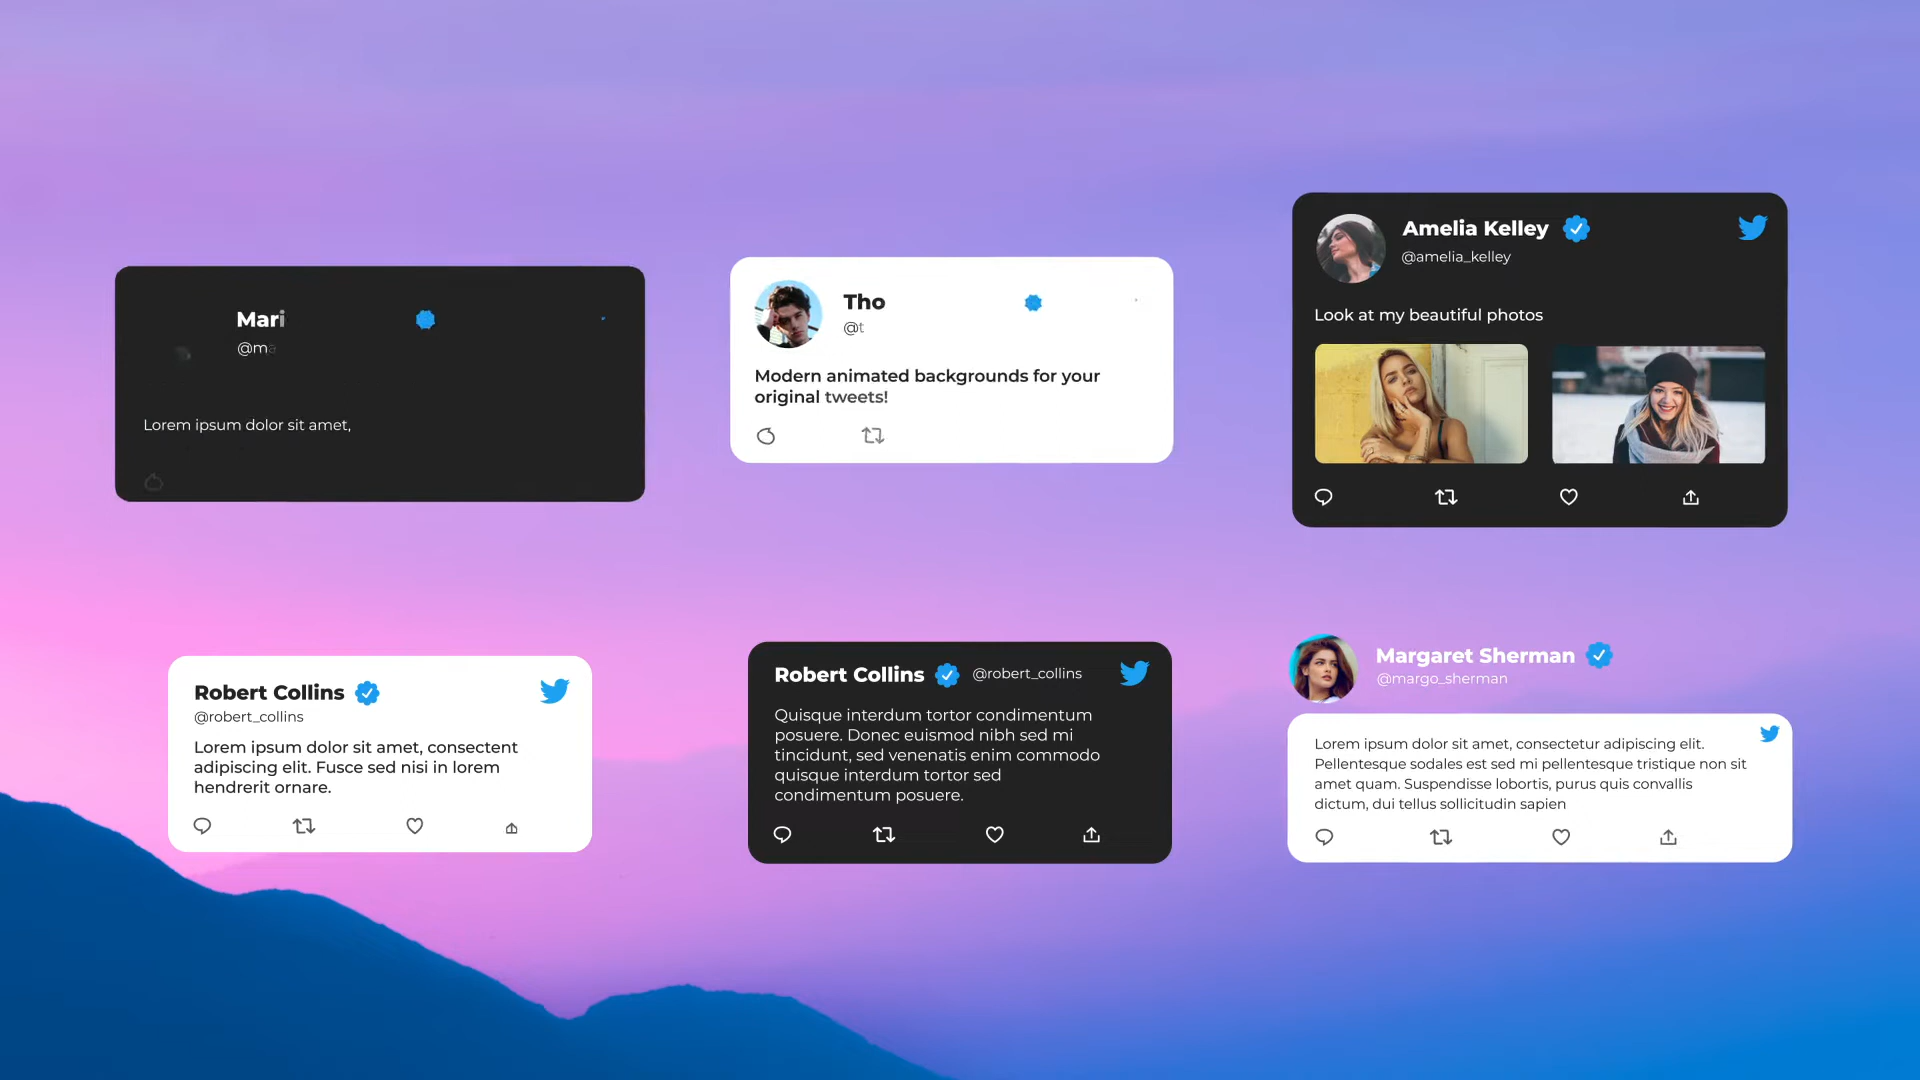 Mari
@ma
Lorem ipsum dolor sit amet,
Tho
@t
Modern animated backgrounds for your
original tweets!
Amelia Kelley
@amelia_kelley
Look at my beautiful photos
Robert Collins
@robert_collins
Lorem ipsum dolor sit amet, consectent
adipiscing elit. Fusce sed nisi in lorem
hendrerit ornare.
Robert Collins @robert_collins
Quisque interdum tortor condimentum
posuere. Donec euismod nibh sed mi
tincidunt, sed venenatis enim commodo
quisque interdum tortor sed
condimentum posuere.
Margaret Sherman
@margo_sherman
Lorem ipsum dolor sit amet, consectetur adipiscing elit.
Pellentesque sodales est sed mi pellentesque tristique non sit
amet quam. Suspendisse lobortis, purus quis convallis
dictum, dui tellus sollicitudin sapien